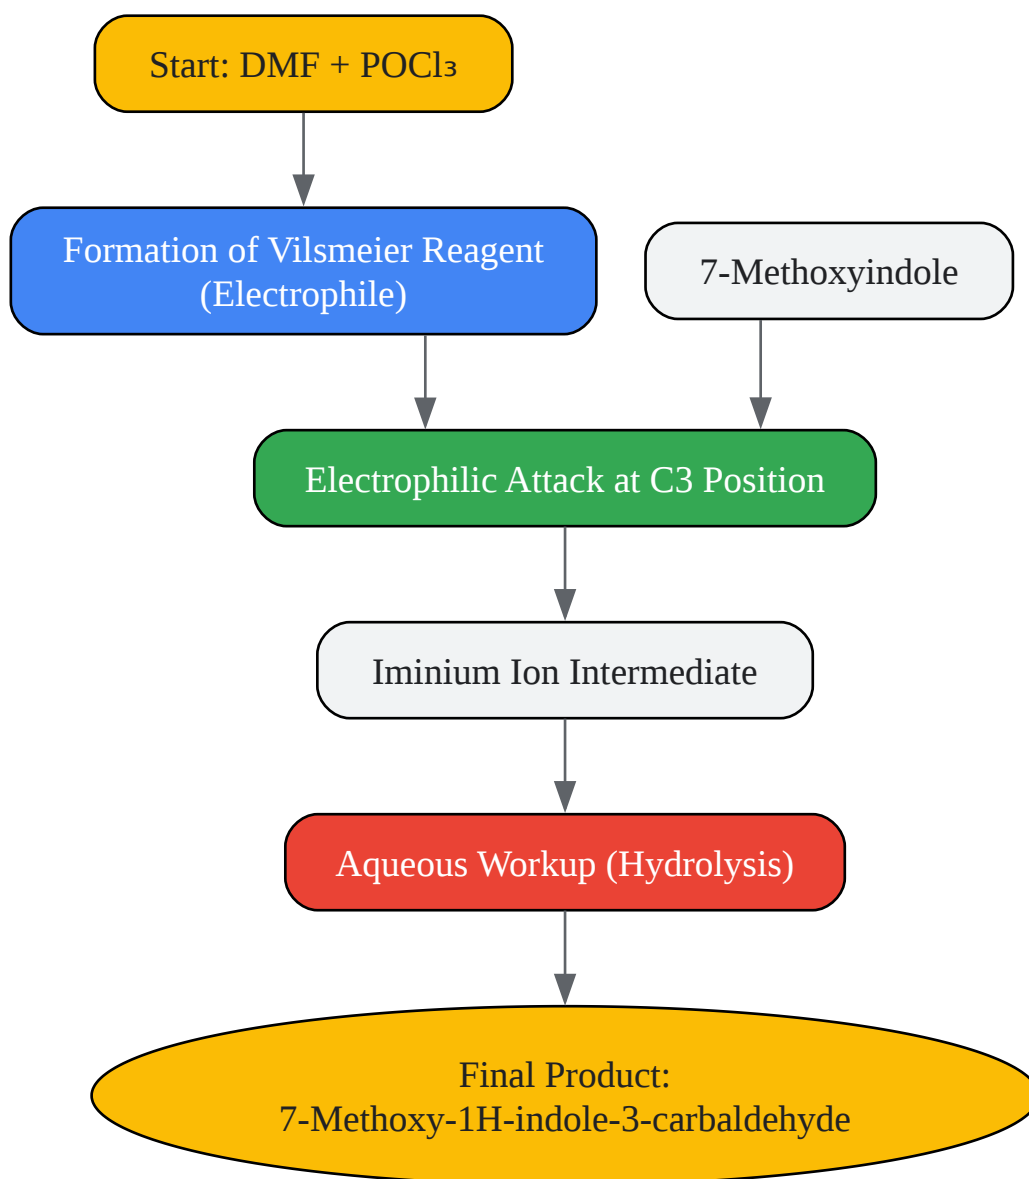 Start: DMF + POCl₃
Formation of Vilsmeier Reagent
(Electrophile)
7-Methoxyindole
Electrophilic Attack at C3 Position
Iminium Ion Intermediate
Aqueous Workup (Hydrolysis)
Final Product:
7-Methoxy-1H-indole-3-carbaldehyde